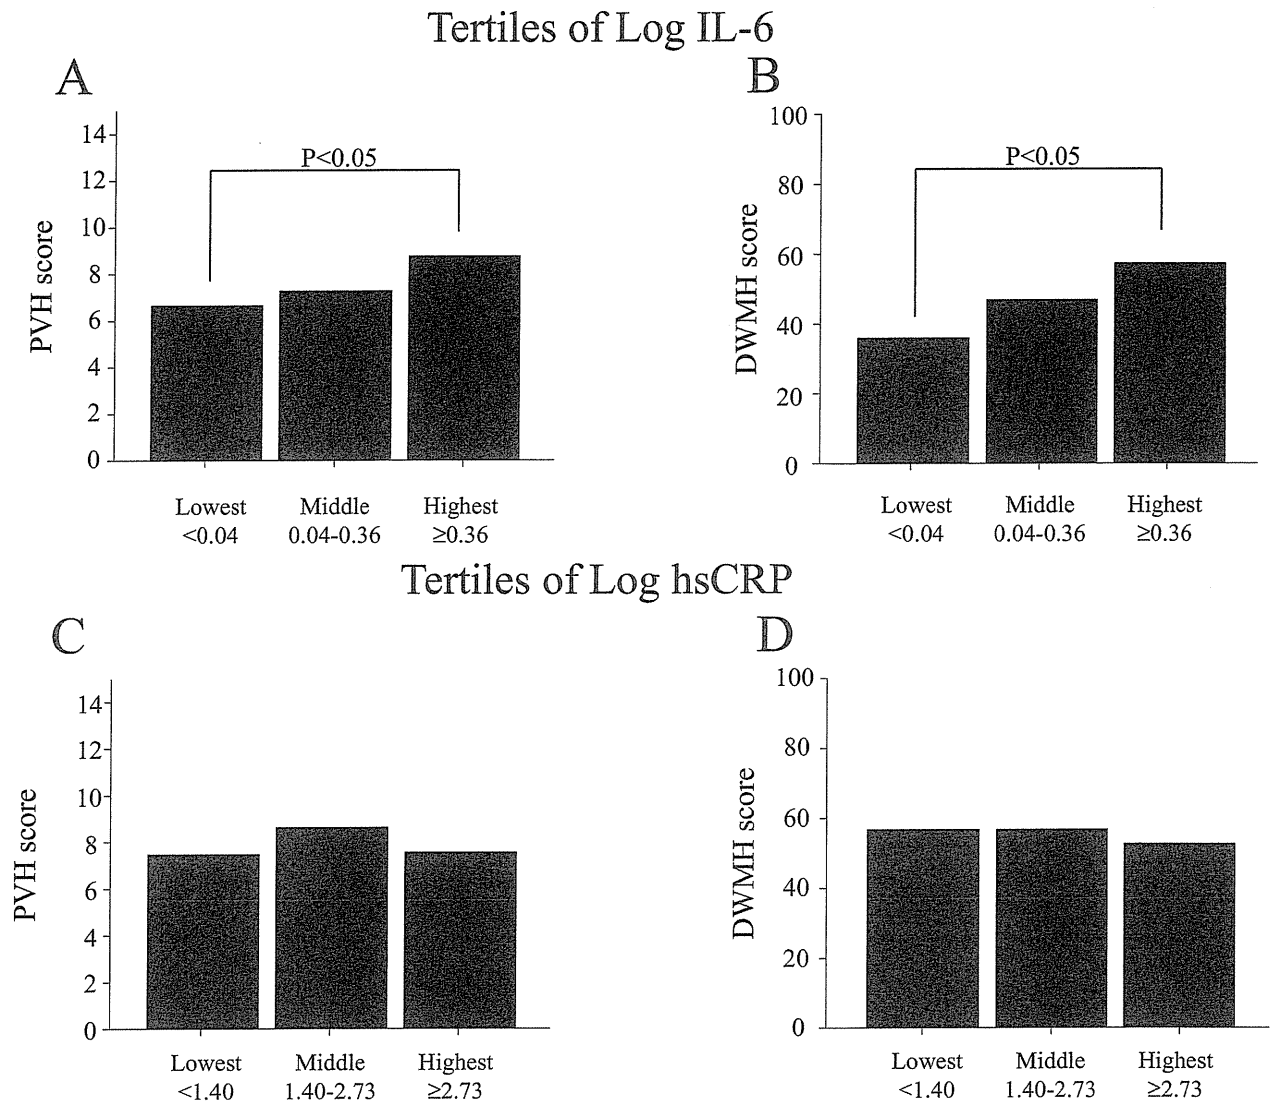 Tertiles of Log IL-6
A
B
PVH score
14
12
10
8
6
4
2
0
P<0.05
Lowest
Middle
Highest
<0.04
0.04-0.36
≥0.36
DWMH score
100
80
60
40
20
0
P<0.05
Lowest
Middle
Highest
<0.04
0.04-0.36
≥0.36
Tertiles of Log hsCRP
C
D
PVH score
14
12
10
8
6
4
2
0
Lowest
Middle
Highest
<1.40
1.40-2.73
≥2.73
DWMH score
100
80
60
40
20
0
Lowest
Middle
Highest
<1.40
1.40-2.73
≥2.73